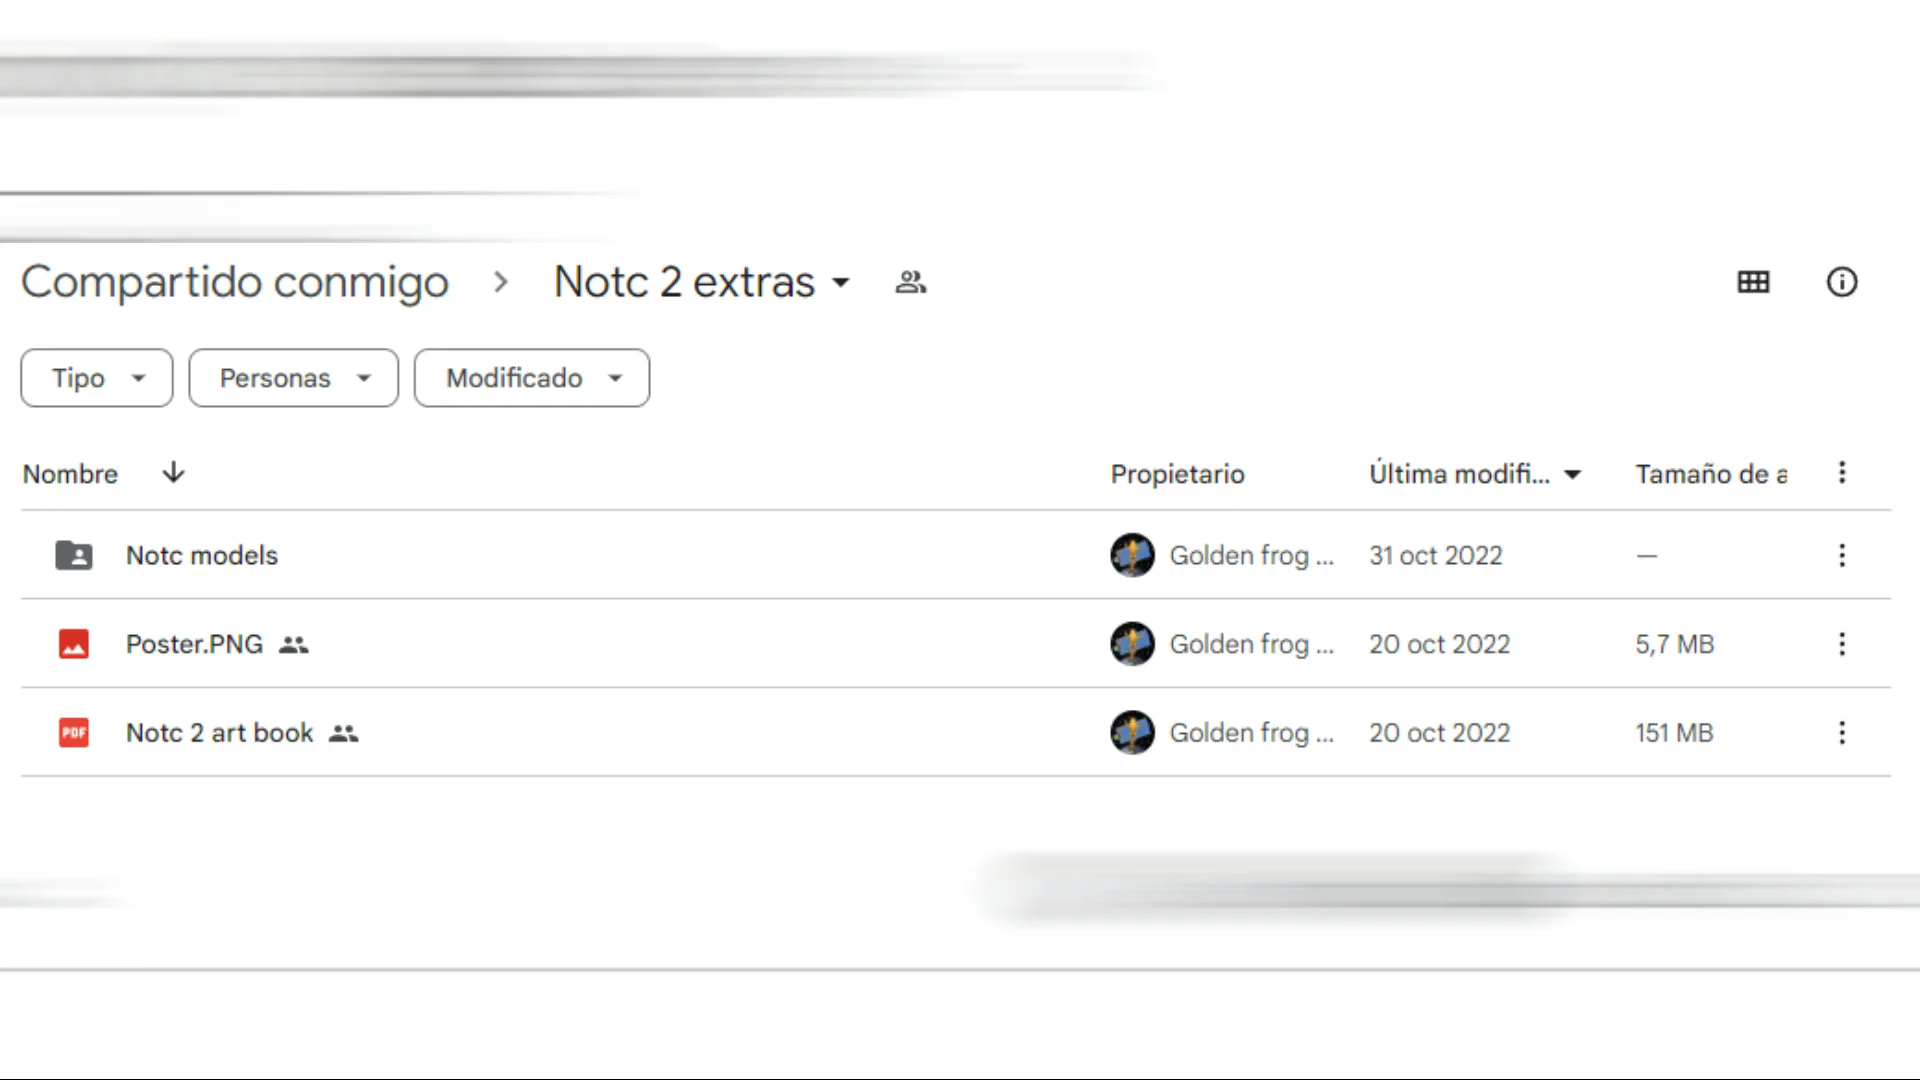 Compartido conmigo > Notc 2 extras
Tipo Personas Modificado
Nombre Propietario Última modifi... Tamaño de a
Notc models Golden frog ... 31 oct 2022 —
Poster.PNG Golden frog ... 20 oct 2022 5,7 MB
PDF Notc 2 art book Golden frog ... 20 oct 2022 151 MB